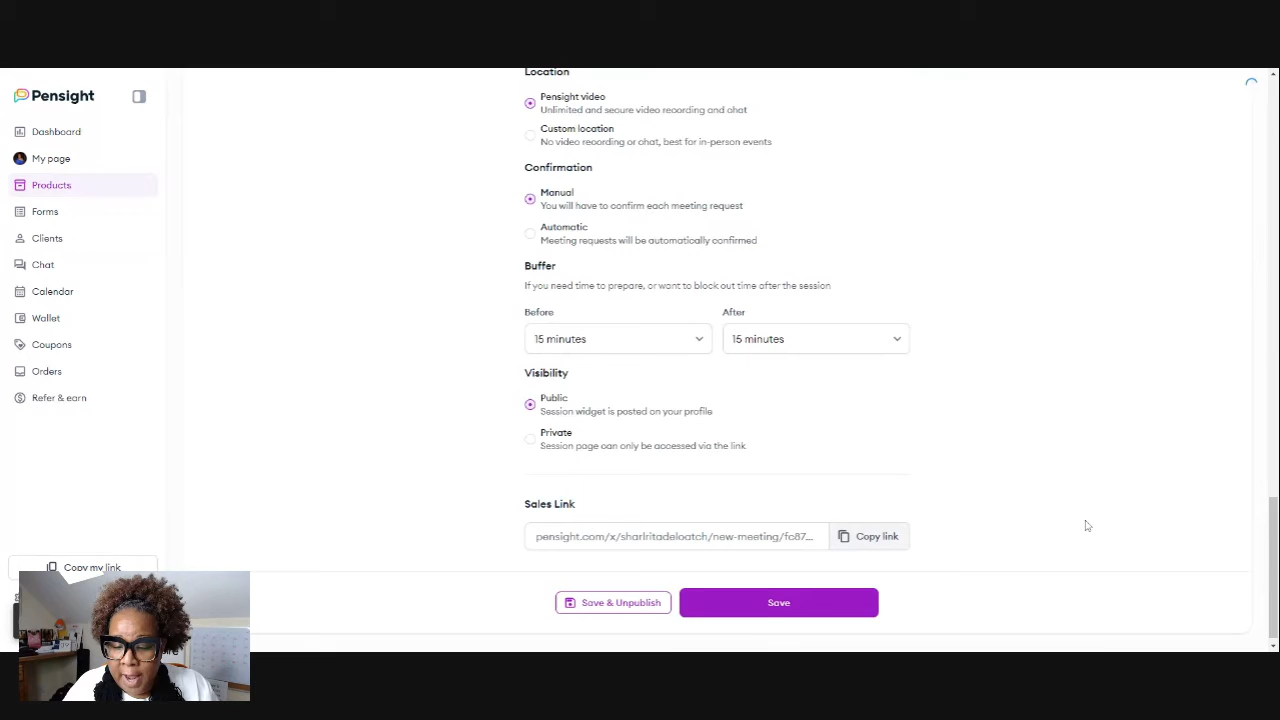 Pensight
Dashboard
My page
Products
Forms
Clients
Chat
Calendar
Wallet
Coupons
Orders
Refer & earn
Copy my link
Location
Pensight video
Unlimited and secure video recording and chat
Custom location
No video recording or chat, best for in-person events
Confirmation
Manual
You will have to confirm each meeting request
Automatic
Meeting requests will be automatically confirmed
Buffer
If you need time to prepare, or want to block out time after the session
Before
After
15 minutes
15 minutes
Visibility
Public
Session widget is posted on your profile
Private
Session page can only be accessed via the link
Sales Link
pensight.com/x/sharlritadeloatch/new-meeting/fc87...
Copy link
Save & Unpublish
Save